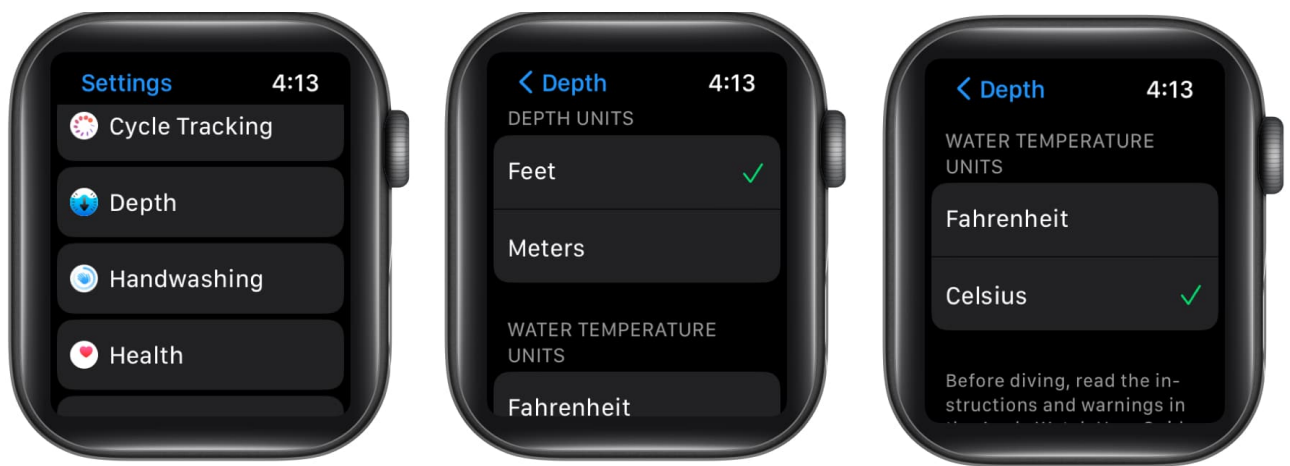 Settings 4:13
Cycle Tracking
Depth
Handwashing
Health
Depth 4:13
DEPTH UNITS
Feet
Meters
WATER TEMPERATURE
UNITS
Fahrenheit
Depth 4:13
WATER TEMPERATURE
UNITS
Fahrenheit
Celsius
Before diving, read the in-
structions and warnings in